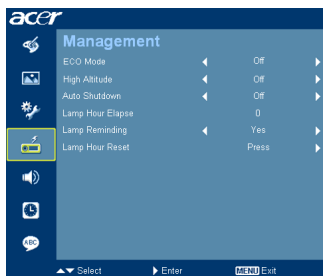 acer
Management
ECO Mode Off
High Altitude Off
Auto Shutdown Off
Lamp Hour Elapse 0
Lamp Reminding Yes
Lamp Hour Reset Press
ABC
Select Enter MENU Exit